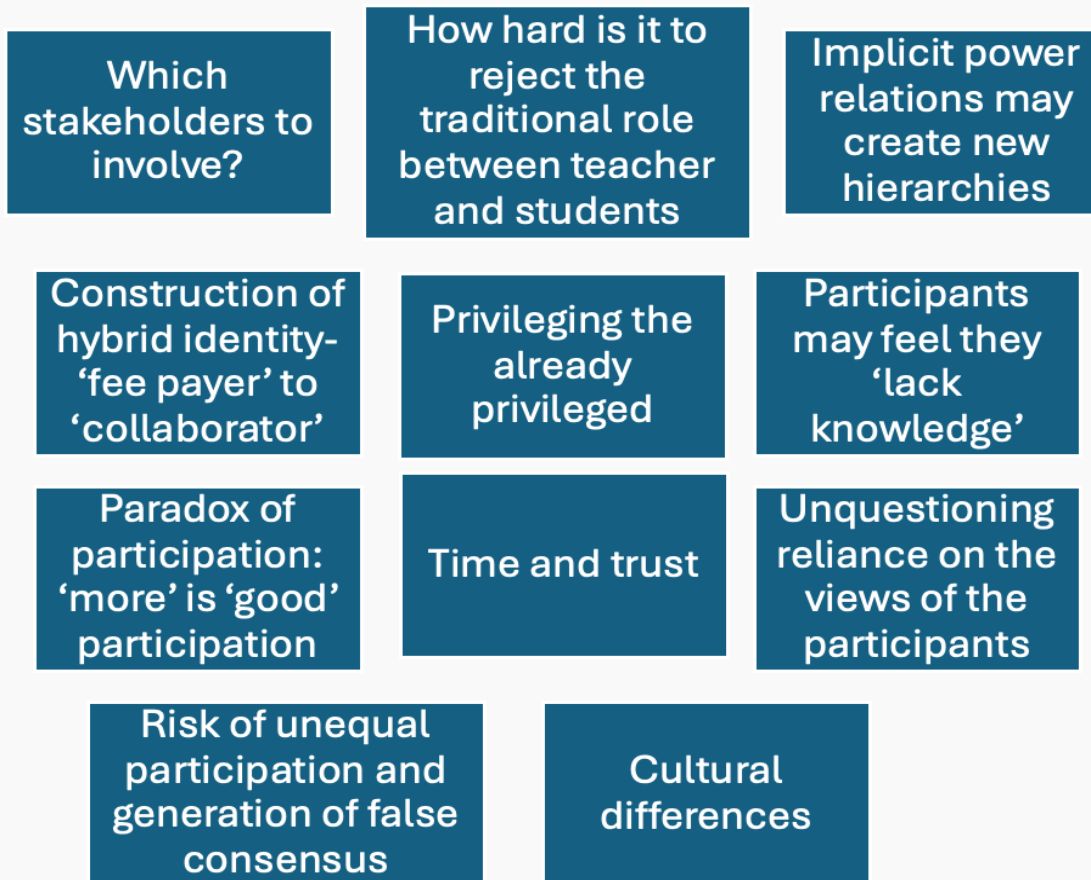 Which
stakeholders to
involve?
How hard is it to
reject the
traditional role
between teacher
and students
Implicit power
relations may
create new
hierarchies
Construction of
hybrid identity-
‘fee payer’ to
‘collaborator’
Privileging the
already
privileged
Participants
may feel they
‘lack
knowledge’
Paradox of
participation:
‘more’ is ‘good’
participation
Time and trust
Unquestioning
reliance on the
views of the
participants
Risk of unequal
participation and
generation of false
consensus
Cultural
differences